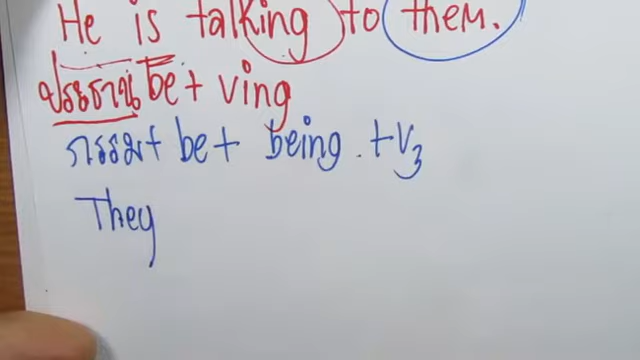 He is talking to them.
ประธาน be + ving
กรรม + be + being . + v3
They